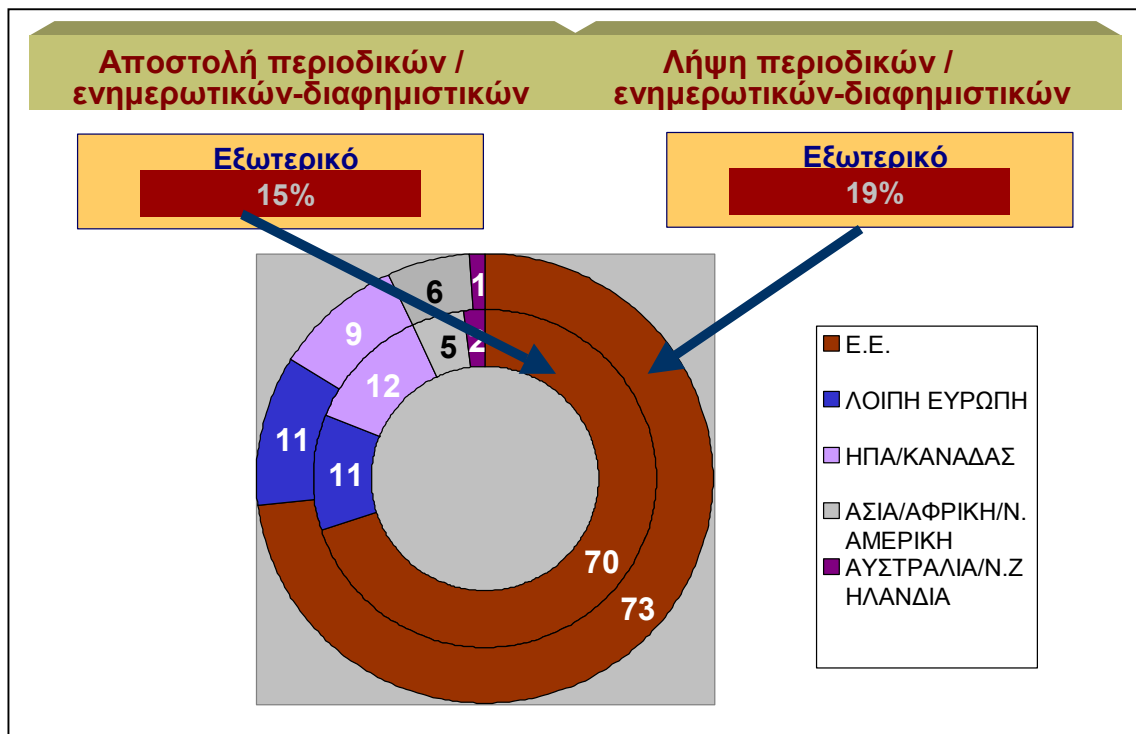 Αποστολή περιοδικών /
ενημερωτικών-διαφημιστικών
Λήψη περιοδικών /
ενημερωτικών-διαφημιστικών
Εξωτερικό
15%
Εξωτερικό
19%
6
1
9
5
2
12
11
11
70
73
Ε.Ε.
ΛΟΙΠΗ ΕΥΡΩΠΗ
ΗΠΑ/ΚΑΝΑΔΑΣ
ΑΣΙΑ/ΑΦΡΙΚΗ/Ν.
ΑΜΕΡΙΚΗ
ΑΥΣΤΡΑΛΙΑ/Ν.Ζ
ΗΛΑΝΔΙΑ